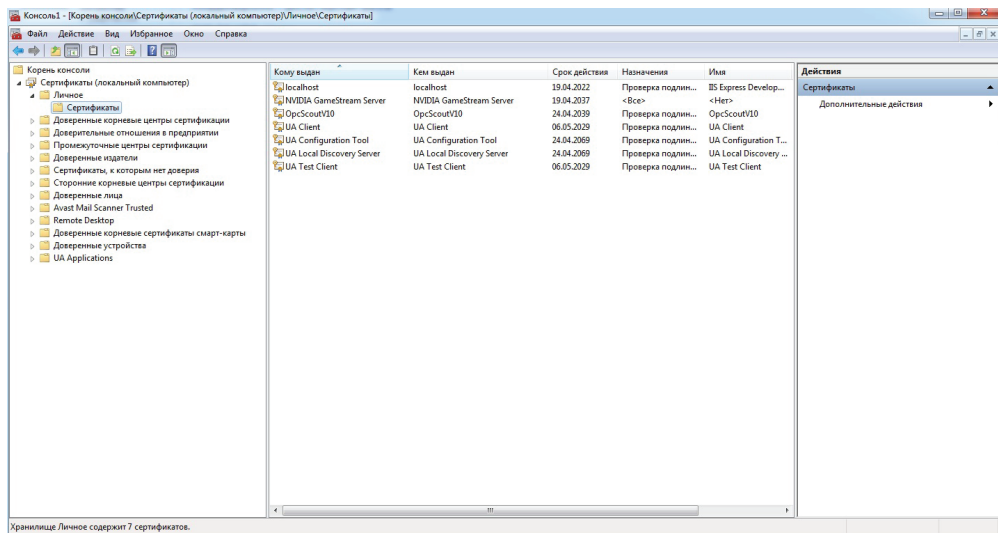 Консоль1 - [Корень консоли\Сертификаты (локальный компьютер)\Личное\Сертификаты]
Файл Действие Вид Избранное Окно Справка
Корень консоли
Сертификаты (локальный компьютер)
Личное
Сертификаты
Доверенные корневые центры сертификации
Доверительные отношения в предприятии
Промежуточные центры сертификации
Доверенные издатели
Сертификаты, к которым нет доверия
Сторонние корневые центры сертификации
Доверенные лица
Avast Mail Scanner Trusted
Remote Desktop
Доверенные корневые сертификаты смарт-карты
Доверенные устройства
UA Applications
Кому выдан Кем выдан Срок действия Назначения Имя
localhost localhost 19.04.2022 Проверка подлин... IIS Express Develop...
NVIDIA GameStream Server NVIDIA GameStream Server 19.04.2037 <Все> <Нет>
OpcScoutV10 OpcScoutV10 24.04.2039 Проверка подлин... OpcScoutV10
UA Client UA Client 06.05.2029 Проверка подлин... UA Client
UA Configuration Tool UA Configuration Tool 24.04.2069 Проверка подлин... UA Configuration T...
UA Local Discovery Server UA Local Discovery Server 24.04.2069 Проверка подлин... UA Local Discovery ...
UA Test Client UA Test Client 06.05.2029 Проверка подлин... UA Test Client
Действия
Сертификаты
Дополнительные действия
Хранилище Личное содержит 7 сертификатов.